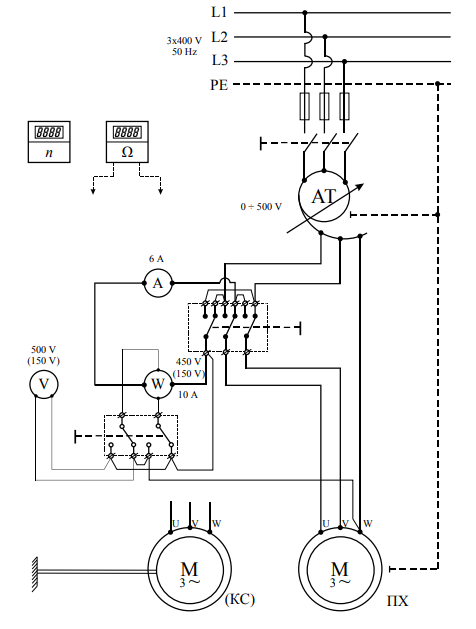 L1
3x400 V L2
50 Hz
L3
PE
8888 8888
n Ω
AT
0 ÷ 500 V
6 A
A
500 V
(150 V)
450 V
(150 V)
V
W
10 A
U V W
U V W
M
3 ~
M
3 ~
(КС)
ПХ